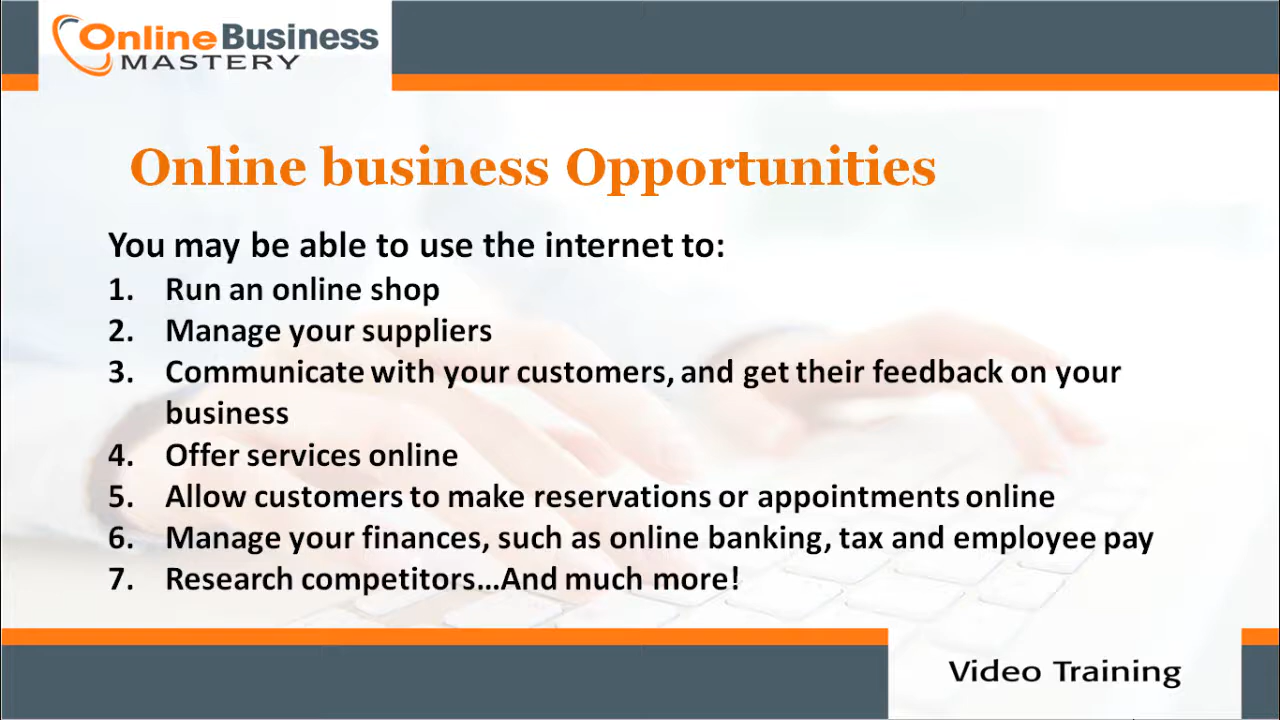 Online Business
MASTERY
Online business Opportunities
You may be able to use the internet to:
1. Run an online shop
2. Manage your suppliers
3. Communicate with your customers, and get their feedback on your
business
4. Offer services online
5. Allow customers to make reservations or appointments online
6. Manage your finances, such as online banking, tax and employee pay
7. Research competitors...And much more!
Video Training